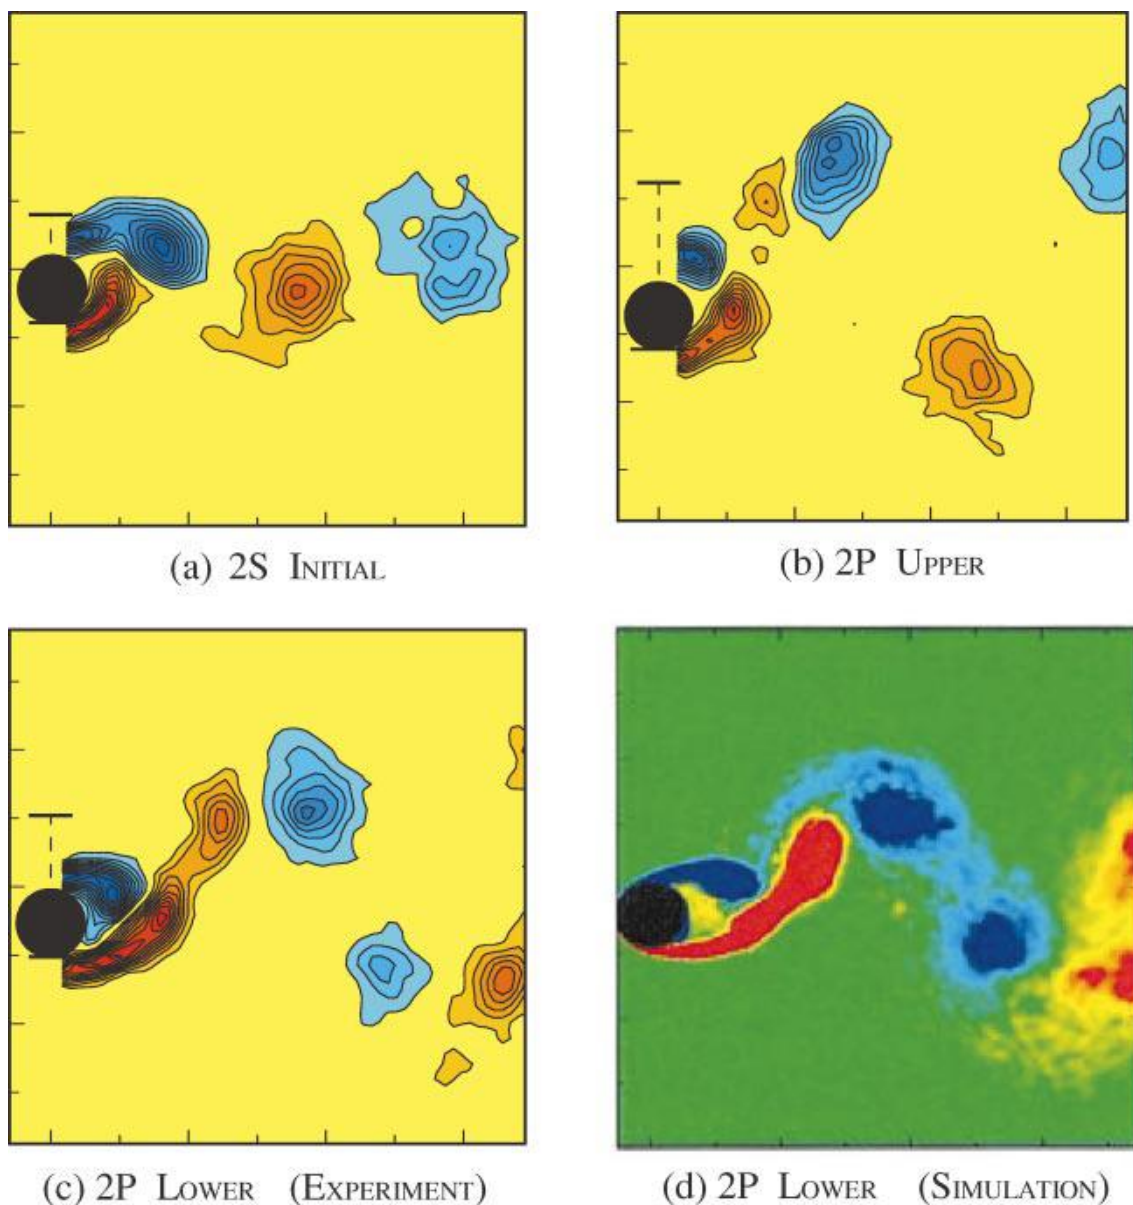 (a) 2S INITIAL
(b) 2P UPPER
(c) 2P LOWER (EXPERIMENT)
(d) 2P LOWER (SIMULATION)